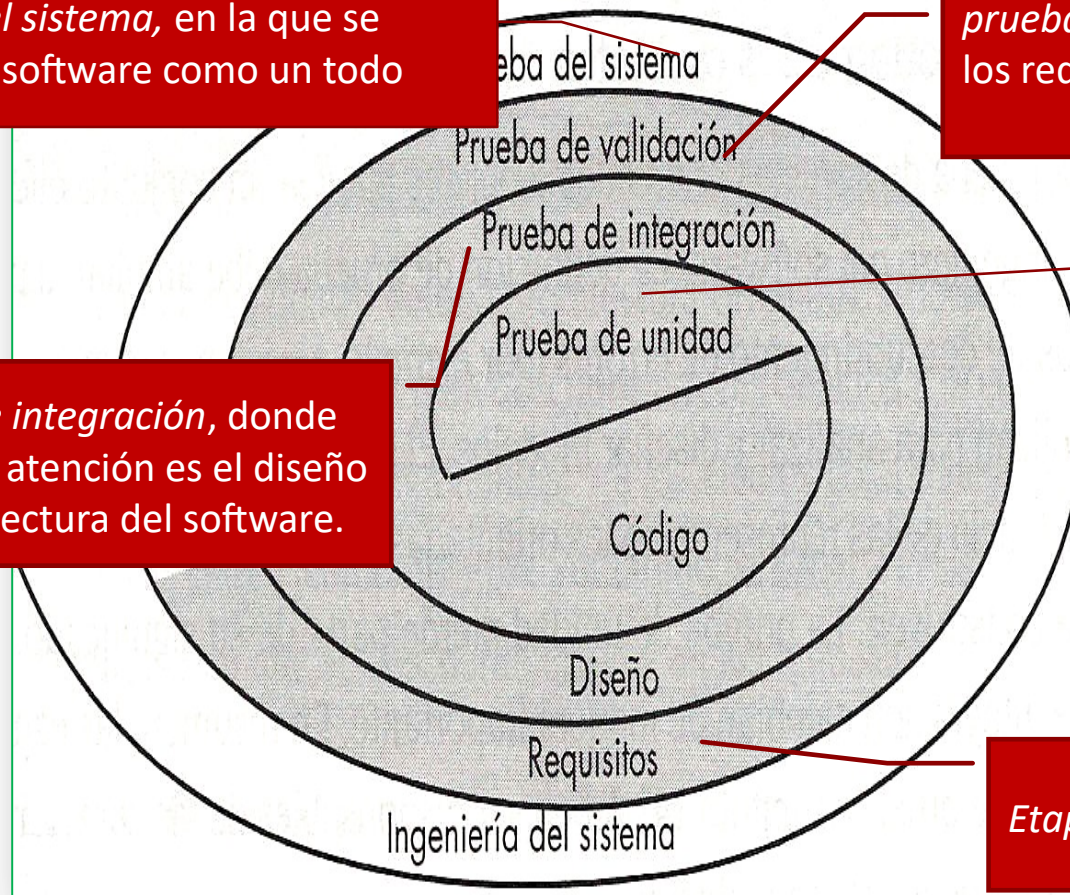 el sistema, en la que se
software como un todo
prueba
los req
eba del sistema
Prueba de validación
Prueba de integración
Prueba de unidad
e integración, donde
atención es el diseño
ectura del software.
Código
Diseño
Requisitos
Ingeniería del sistema
Etap